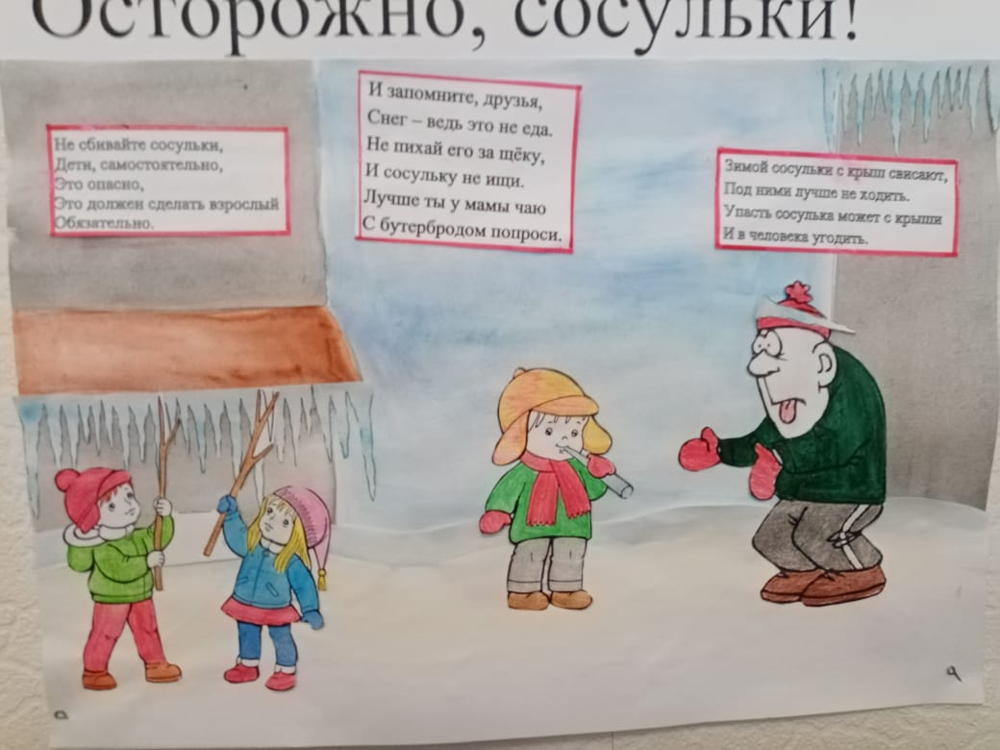 Осторожно, сосульки!
Не сбивайте сосульки,
Дети, самостоятельно,
Это опасно,
Это должен сделать взрослый
Обязательно.
И запомните, друзья,
Снег – ведь это не еда.
Не пихай его за щёку,
И сосульку не ищи.
Лучше ты у мамы чаю
С бутербродом попроси.
Зимой сосульки с крыш свисают,
Под ними лучше не ходить.
Упасть сосулька может с крыши
И в человека угодить.